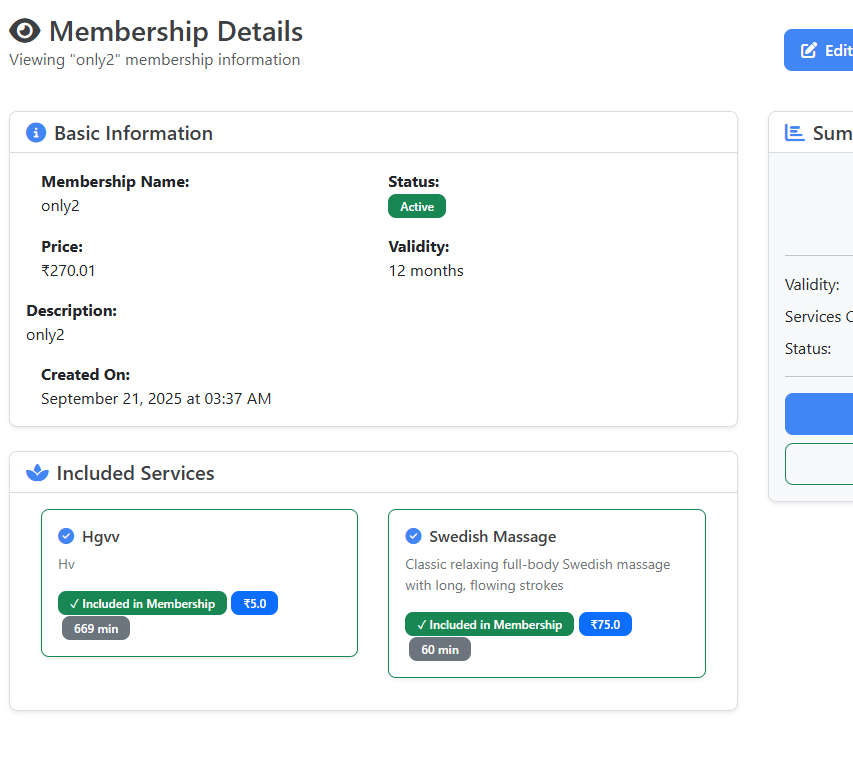 Membership Details
Viewing "only2" membership information
Edit
Basic Information
Membership Name:
only2
Status:
Active
Price:
₹270.01
Validity:
12 months
Description:
only2
Created On:
September 21, 2025 at 03:37 AM
Included Services
Hgvv
Hv
✓ Included in Membership
₹5.0
669 min
Swedish Massage
Classic relaxing full-body Swedish massage
with long, flowing strokes
✓ Included in Membership
₹75.0
60 min
Validity:
Services
Status: